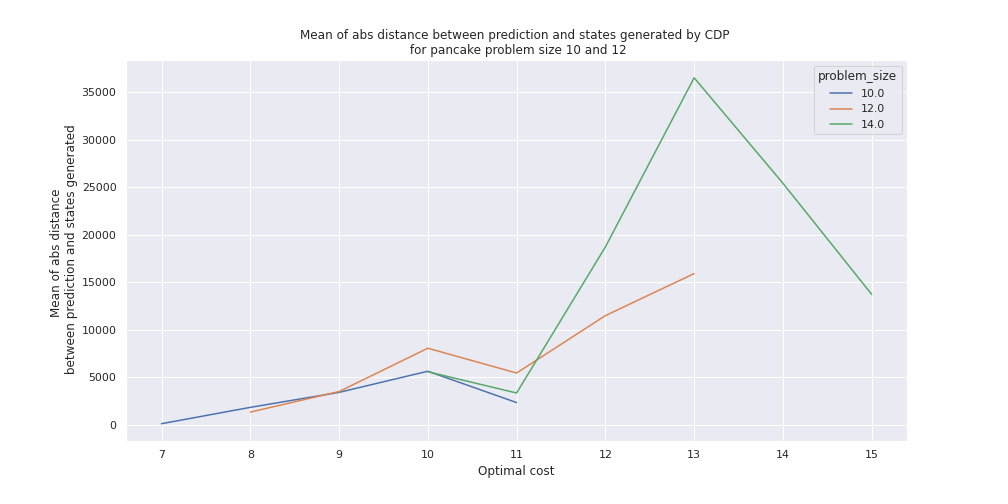 Mean of abs distance between prediction and states generated by CDP
for pancake problem size 10 and 12
problem_size
10.0
12.0
14.0
Mean of abs distance
between prediction and states generated
35000
30000
25000
20000
15000
10000
5000
0
7 8 9 10 11 12 13 14 15
Optimal cost